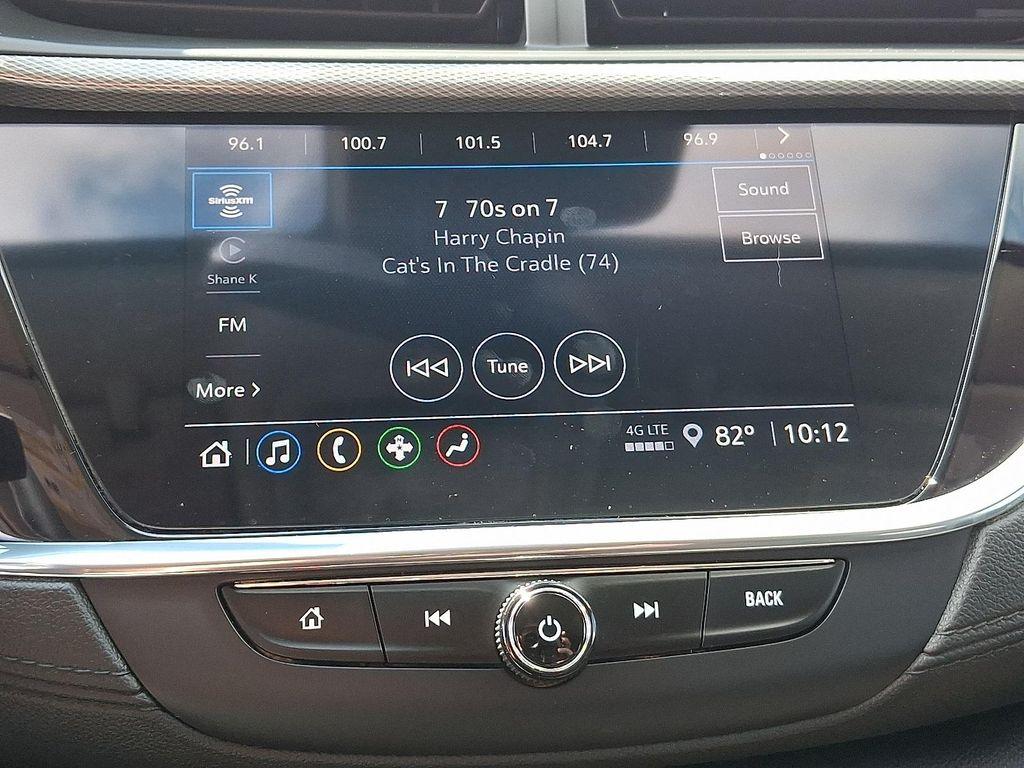 96.1 100.7 101.5 104.7 96.9
SiriusXM
7 70s on 7
Sound
Harry Chapin
Browse
Cat's In The Cradle (74)
Shane K
FM
Tune
More
4G LTE
82° 10:12
BACK